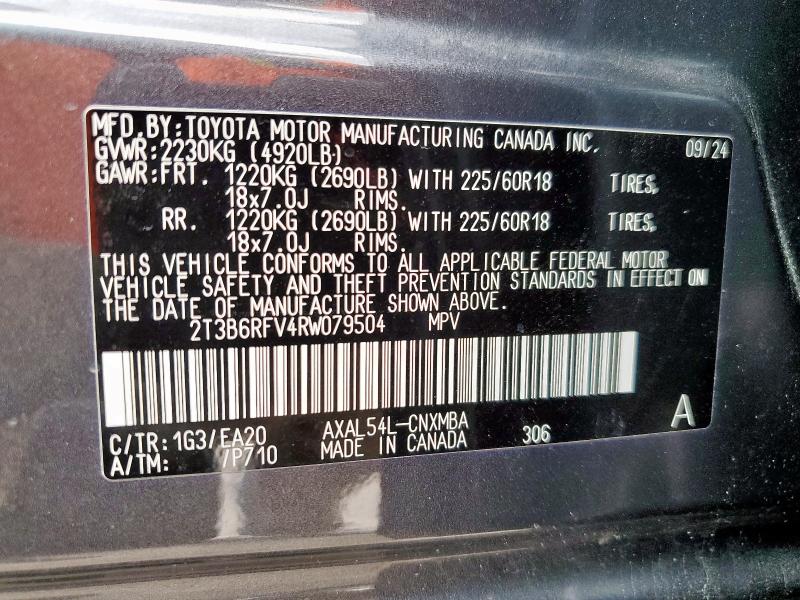 MFD. BY: TOYOTA MOTOR MANUFACTURING CANADA INC. 09/24
GVWR: 2230KG (4920LB)
GAWR: FRT. 1220KG (2690LB) WITH 225/60R18 TIRES,
18x7.0J RIMS.
RR. 1220KG (2690LB) WITH 225/60R18 TIRES,
18x7.0J RIMS.
THIS VEHICLE CONFORMS TO ALL APPLICABLE FEDERAL MOTOR
VEHICLE SAFETY AND THEFT PREVENTION STANDARDS IN EFFECT ON
THE DATE OF MANUFACTURE SHOWN ABOVE.
2T3B6RFV4RW079504 MPV
A
C/TR: 1G3/EA20 AXAL54L-CNXMBA 306
A/TM: /P710 MADE IN CANADA